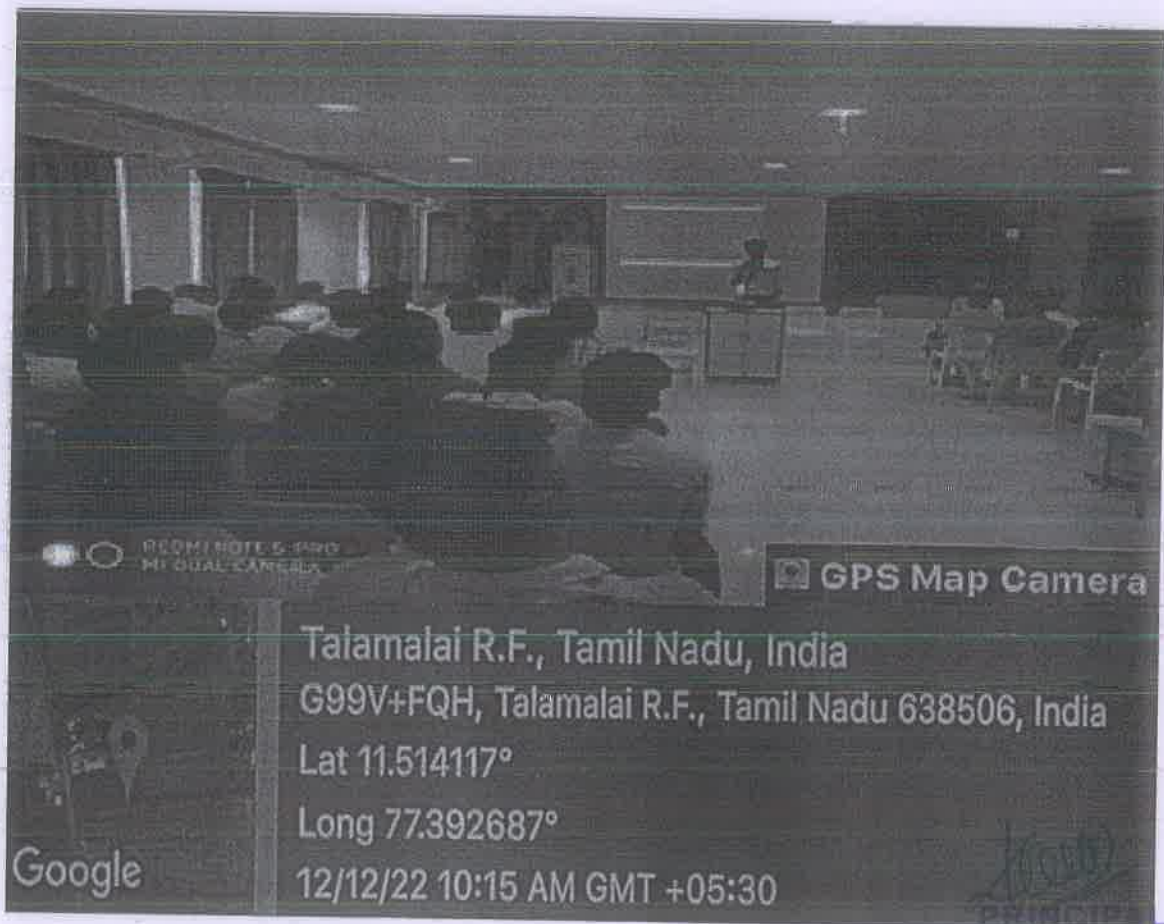 REDMI NOTE 5 PRO
MI DUAL CAMERA
GPS Map Camera
Talamalai R.F., Tamil Nadu, India
G99V+FQH, Talamalai R.F., Tamil Nadu 638506, India
Lat 11.514117°
Long 77.392687°
12/12/22 10:15 AM GMT +05:30
Google